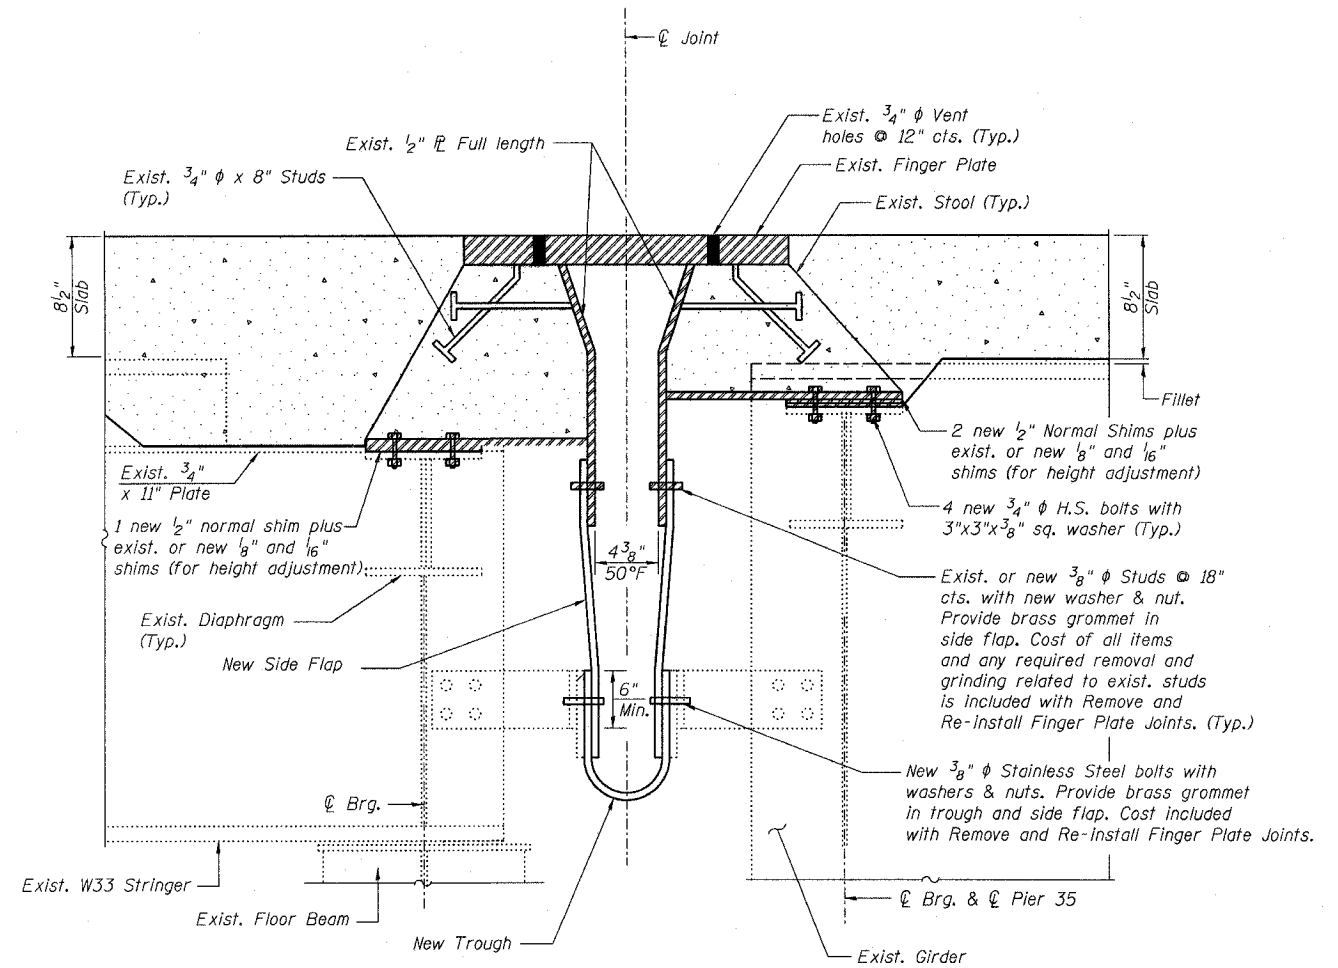 ℄ Joint
Exist. 3/4" ϕ Vent
holes @ 12" cts. (Typ.)
Exist. 1/2" ℄ Full length
Exist. Finger Plate
Exist. 3/4" ϕ x 8" Studs
(Typ.)
Exist. Stool (Typ.)
8 1/2"
Slab
8 1/2"
Slab
Fillet
Exist. 3/4"
x 11" Plate
2 new 1/2" Normal Shims plus
exist. or new 1/8" and 1/16"
shims (for height adjustment)
1 new 1/2" normal shim plus
exist. or new 1/8" and 1/16"
shims (for height adjustment)
4 new 3/4" ϕ H.S. bolts with
3"x3"x3/8" sq. washer (Typ.)
4 3/8"
50°F
Exist. or new 3/8" ϕ Studs @ 18"
cts. with new washer & nut.
Provide brass grommet in
side flap. Cost of all items
and any required removal and
grinding related to exist. studs
is included with Remove and
Re-install Finger Plate Joints. (Typ.)
Exist. Diaphragm
(Typ.)
New Side Flap
6"
Min.
New 3/8" ϕ Stainless Steel bolts with
washers & nuts. Provide brass grommet
in trough and side flap. Cost included
with Remove and Re-install Finger Plate Joints.
℄ Brg.
Exist. W33 Stringer
Exist. Floor Beam
New Trough
℄ Brg. & ℄ Pier 35
Exist. Girder